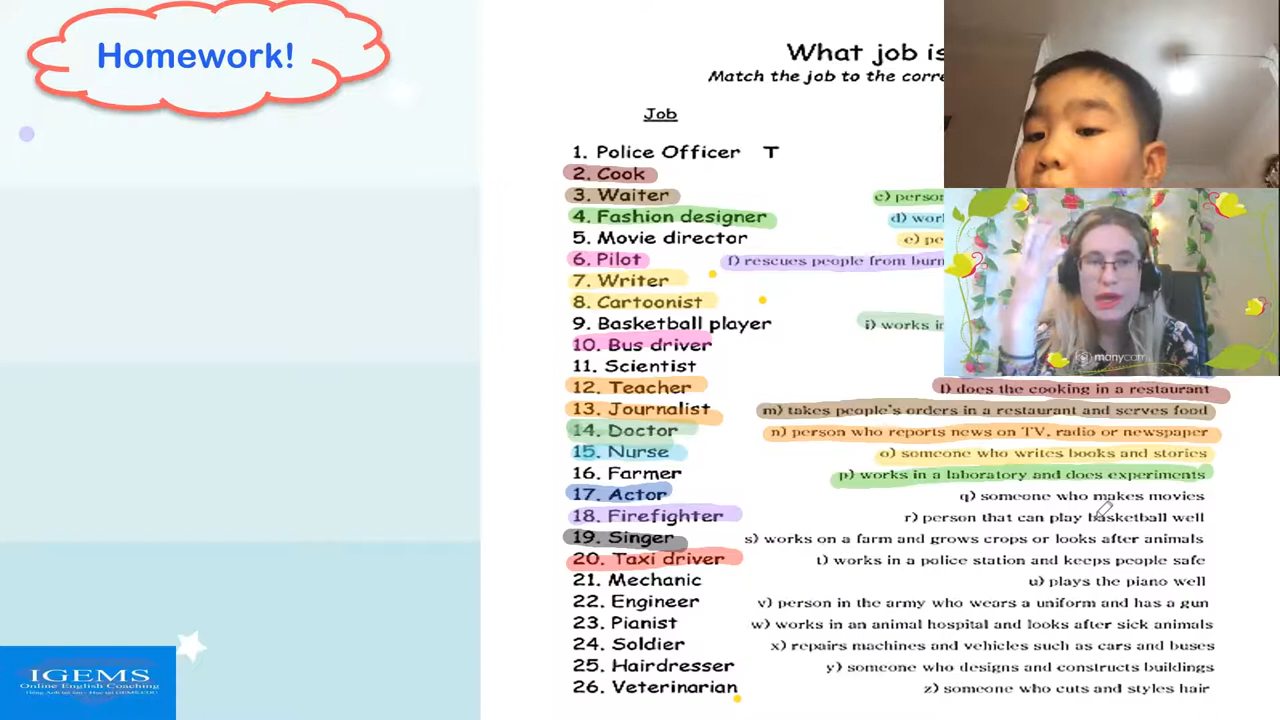 Homework!
What job is
Match the job to the corre
Job
1. Police Officer T
2. Cook
3. Waiter
c) person
4. Fashion designer
d) work
5. Movie director
e) pe
6. Pilot
f) rescues people from burn
7. Writer
8. Cartoonist
9. Basketball player
i) works in
10. Bus driver
11. Scientist
12. Teacher
l) does the cooking in a restaurant
13. Journalist
m) takes people's orders in a restaurant and serves food
14. Doctor
n) person who reports news on TV, radio or newspaper
15. Nurse
o) someone who writes books and stories
16. Farmer
p) works in a laboratory and does experiments
17. Actor
q) someone who makes movies
18. Firefighter
r) person that can play basketball well
19. Singer
s) works on a farm and grows crops or looks after animals
20. Taxi driver
t) works in a police station and keeps people safe
21. Mechanic
u) plays the piano well
22. Engineer
v) person in the army who wears a uniform and has a gun
23. Pianist
w) works in an animal hospital and looks after sick animals
24. Soldier
x) repairs machines and vehicles such as cars and buses
25. Hairdresser
y) someone who designs and constructs buildings
26. Veterinarian
z) someone who cuts and styles hair
manycam
IGEMS
Online English Coaching